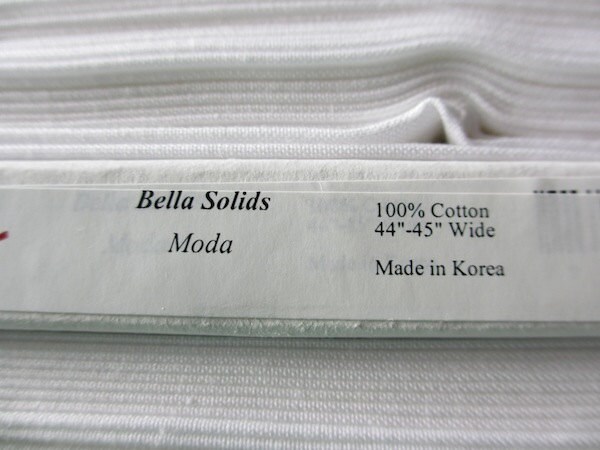 Bella Solids
Moda
100% Cotton
44"-45" Wide
Made in Korea